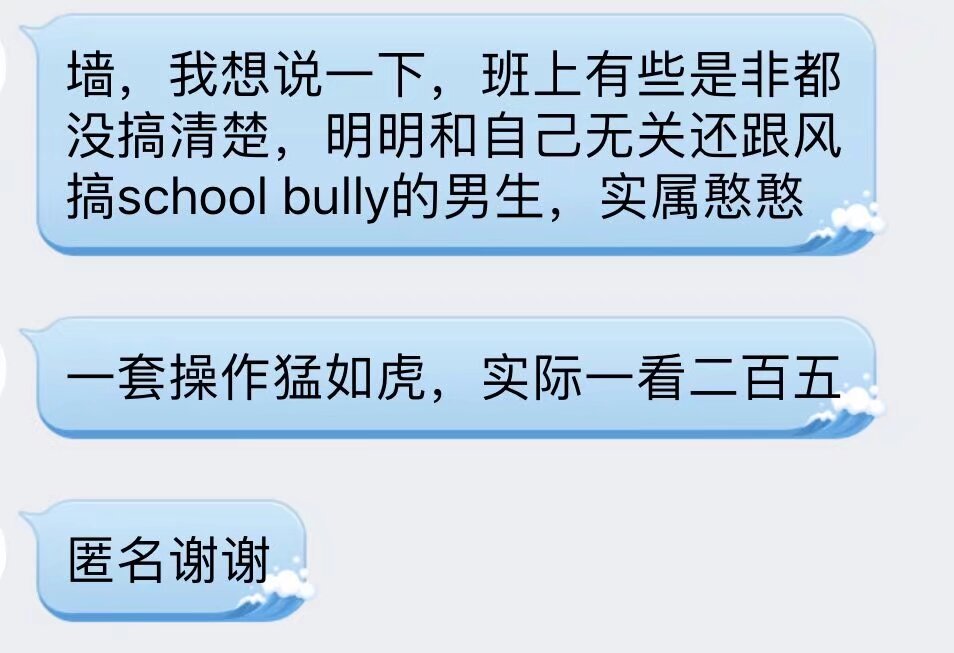 墙，我想说一下，班上有些是非都
没搞清楚，明明和自己无关还跟风
搞school bully的男生，实属憨憨
一套操作猛如虎，实际一看二百五
匿名谢谢